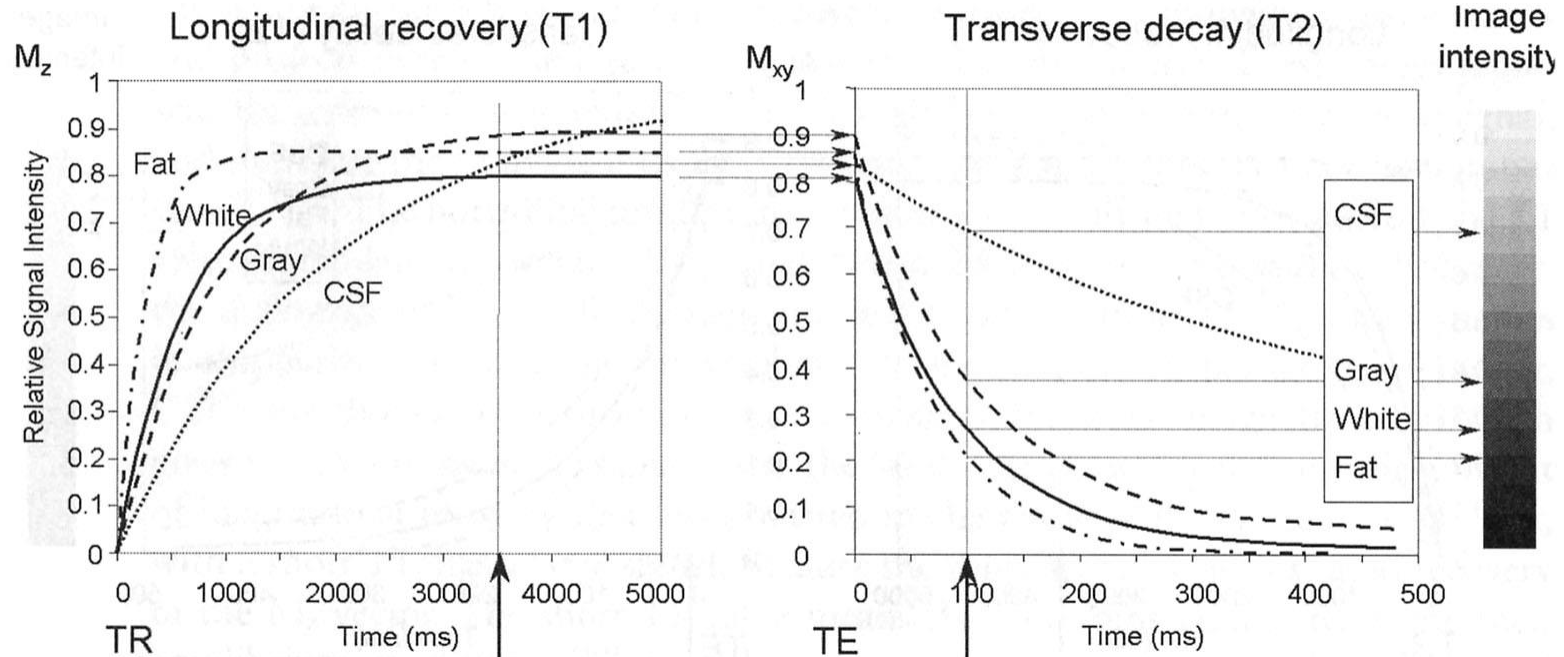 Longitudinal recovery (T1)
Mz
Relative Signal Intensity
1
0.9
0.8
0.7
0.6
0.5
0.4
0.3
0.2
0.1
0
Fat
White
Gray
CSF
0 1000 2000 3000 4000 5000
TR
Time (ms)
Transverse decay (T2)
Mxy
1
0.9
0.8
0.7
0.6
0.5
0.4
0.3
0.2
0.1
0
CSF
Gray
White
Fat
0 100 200 300 400 500
TE
Time (ms)
Image
intensity